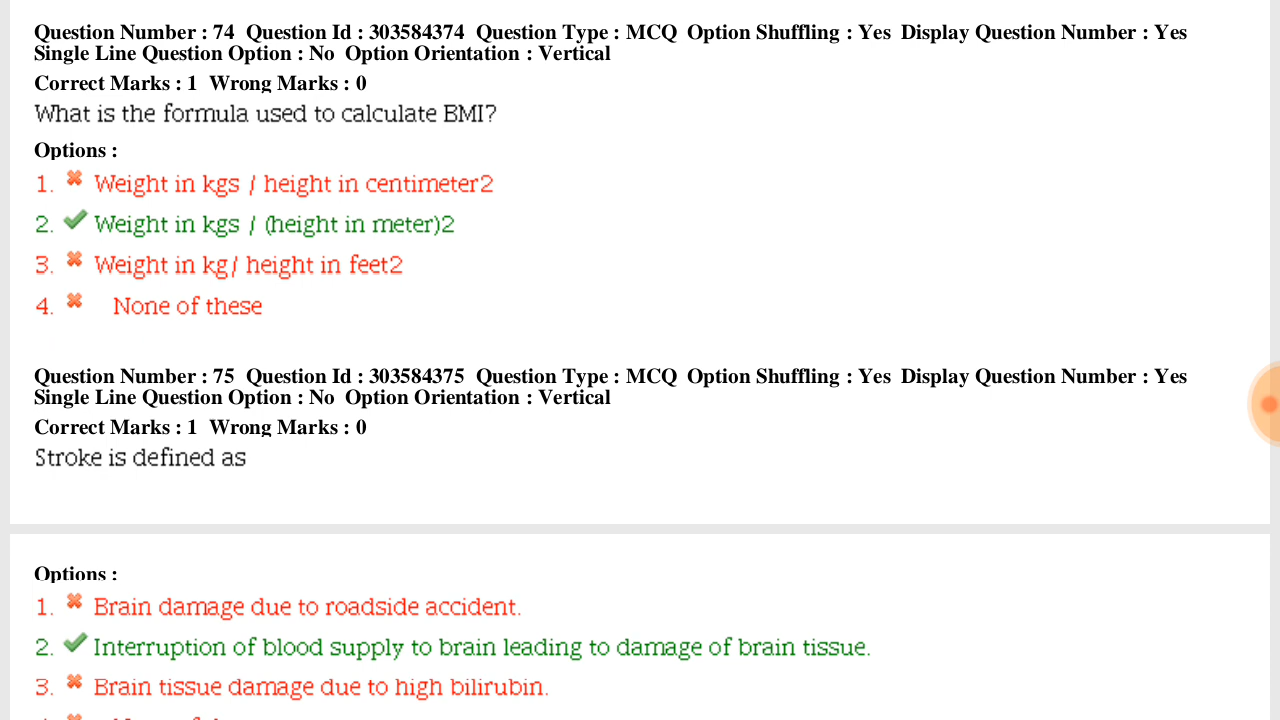 Question Number : 74 Question Id : 303584374 Question Type : MCQ Option Shuffling : Yes Display Question Number : Yes
Single Line Question Option : No Option Orientation : Vertical
Correct Marks : 1 Wrong Marks : 0
What is the formula used to calculate BMI?
Options :
1. Weight in kgs / height in centimeter2
2. Weight in kgs / (height in meter)2
3. Weight in kg/ height in feet2
4. None of these
Question Number : 75 Question Id : 303584375 Question Type : MCQ Option Shuffling : Yes Display Question Number : Yes
Single Line Question Option : No Option Orientation : Vertical
Correct Marks : 1 Wrong Marks : 0
Stroke is defined as
Options :
1. Brain damage due to roadside accident.
2. Interruption of blood supply to brain leading to damage of brain tissue.
3. Brain tissue damage due to high bilirubin.